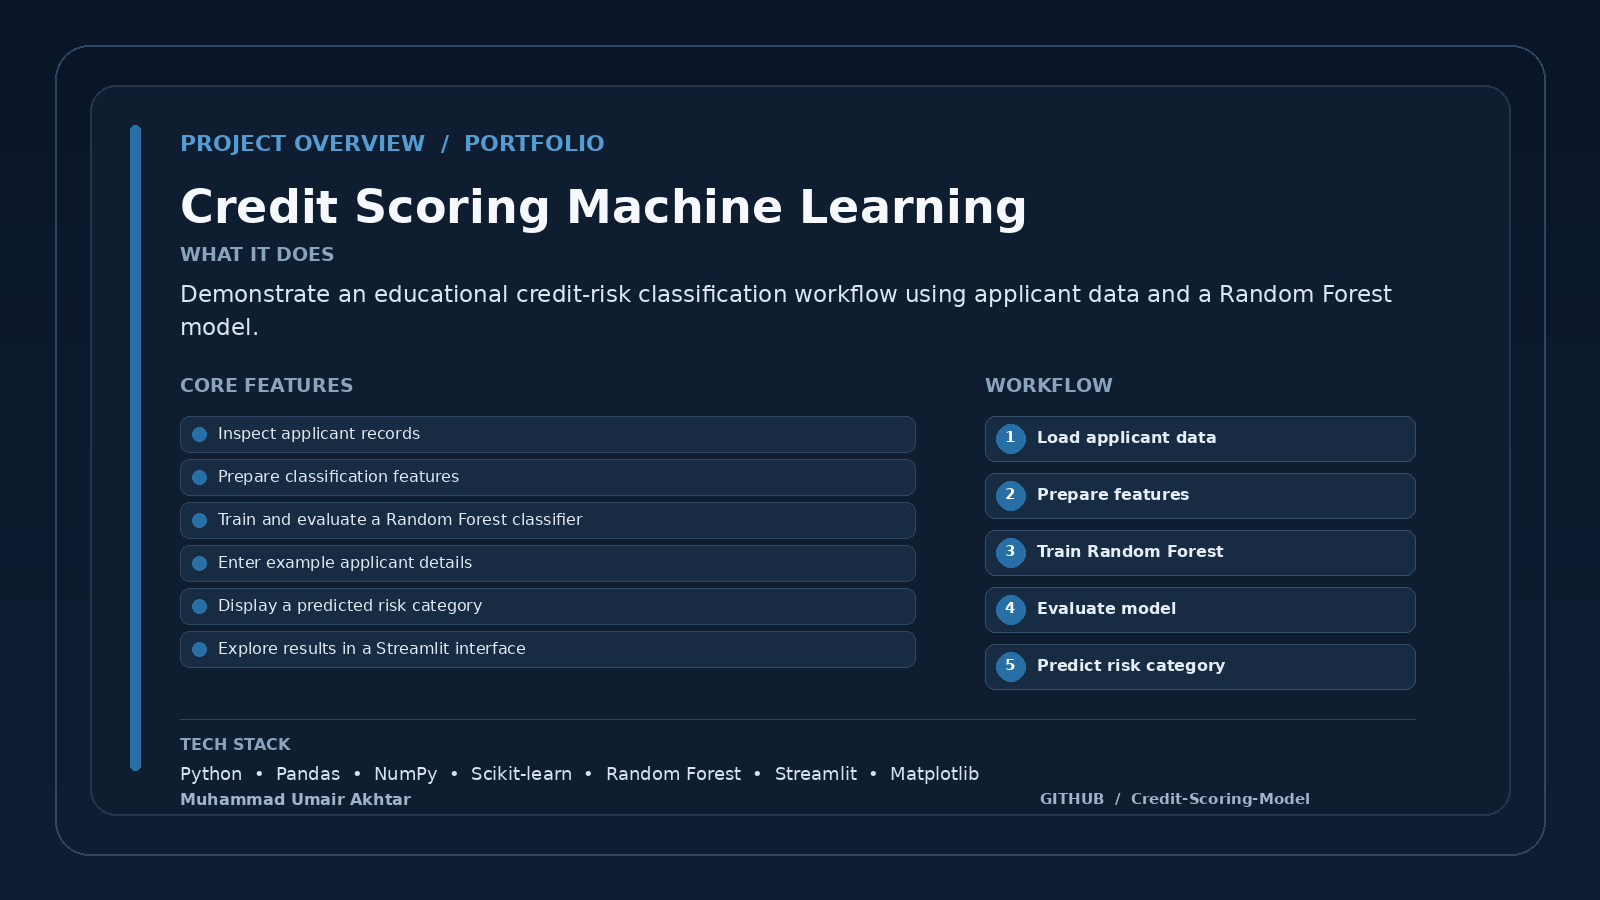 PROJECT OVERVIEW / PORTFOLIO
Credit Scoring Machine Learning
WHAT IT DOES
Demonstrate an educational credit-risk classification workflow using applicant data and a Random Forest
model.
CORE FEATURES
Inspect applicant records
Prepare classification features
Train and evaluate a Random Forest classifier
Enter example applicant details
Display a predicted risk category
Explore results in a Streamlit interface
WORKFLOW
1 Load applicant data
2 Prepare features
3 Train Random Forest
4 Evaluate model
5 Predict risk category
TECH STACK
Python • Pandas • NumPy • Scikit-learn • Random Forest • Streamlit • Matplotlib
Muhammad Umair Akhtar
GITHUB / Credit-Scoring-Model